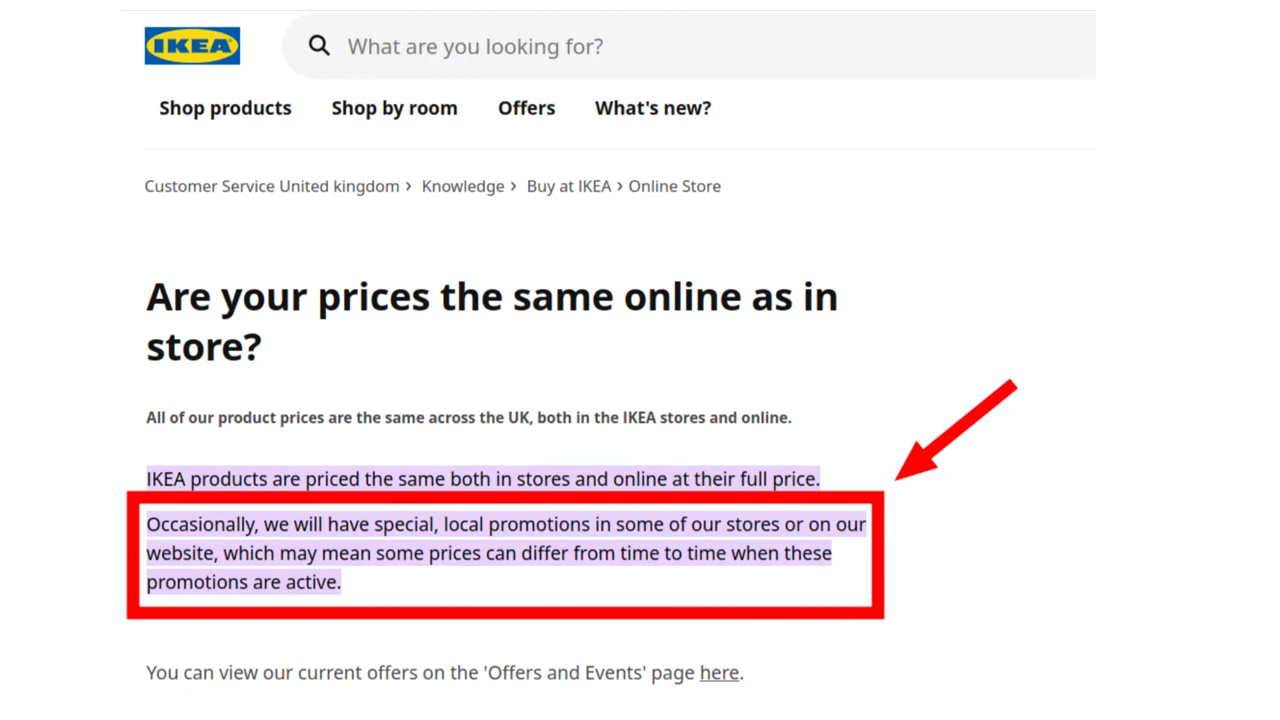 IKEA
What are you looking for?
Shop products Shop by room Offers What's new?
Customer Service United kingdom › Knowledge › Buy at IKEA › Online Store
Are your prices the same online as in
store?
All of our product prices are the same across the UK, both in the IKEA stores and online.
IKEA products are priced the same both in stores and online at their full price.
Occasionally, we will have special, local promotions in some of our stores or on our
website, which may mean some prices can differ from time to time when these
promotions are active.
You can view our current offers on the 'Offers and Events' page here.